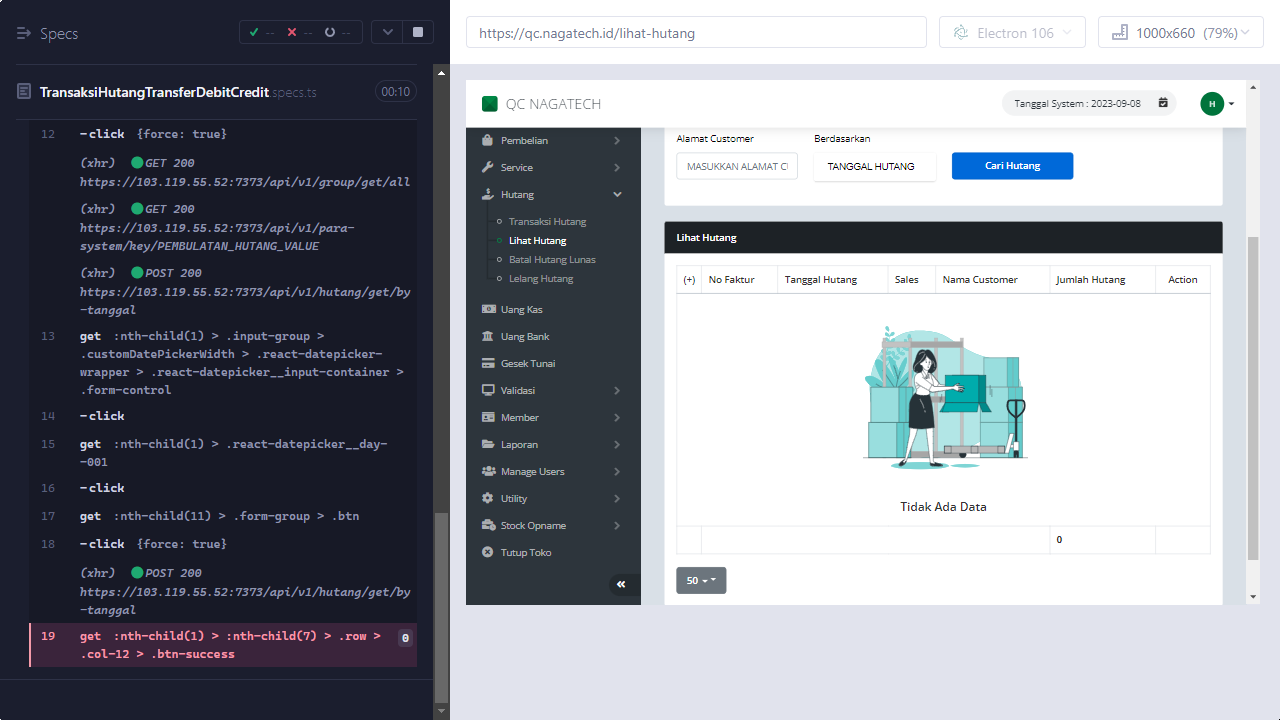 Specs
--
--
--
TransaksiHutangTransferDebitCredit.specs.ts
00:10
12 -click {force: true}
(xhr) GET 200
https://103.119.55.52:7373/api/v1/group/get/all
(xhr) GET 200
https://103.119.55.52:7373/api/v1/para-
system/key/PEMBULATAN_HUTANG_VALUE
(xhr) POST 200
https://103.119.55.52:7373/api/v1/hutang/get/by
-tanggal
13 get :nth-child(1) > .input-group >
.customDatePickerWidth > .react-datepicker-
wrapper > .react-datepicker__input-container >
.form-control
14 -click
15 get :nth-child(1) > .react-datepicker__day-
-001
16 -click
17 get :nth-child(11) > .form-group > .btn
18 -click {force: true}
(xhr) POST 200
https://103.119.55.52:7373/api/v1/hutang/get/by
-tanggal
19 get :nth-child(1) > :nth-child(7) > .row > 0
.col-12 > .btn-success
https://qc.nagatech.id/lihat-hutang
Electron 106
1000x660 (79%)
QC NAGATECH
Tanggal System : 2023-09-08
H
Pembelian
Service
Hutang
Transaksi Hutang
Lihat Hutang
Batal Hutang Lunas
Lelang Hutang
Uang Kas
Uang Bank
Gesek Tunai
Validasi
Member
Laporan
Manage Users
Utility
Stock Opname
Tutup Toko
«
Alamat Customer
Berdasarkan
MASUKKAN ALAMAT CU
TANGGAL HUTANG
Cari Hutang
Lihat Hutang
(+) No Faktur Tanggal Hutang Sales Nama Customer Jumlah Hutang Action
Tidak Ada Data
0
50